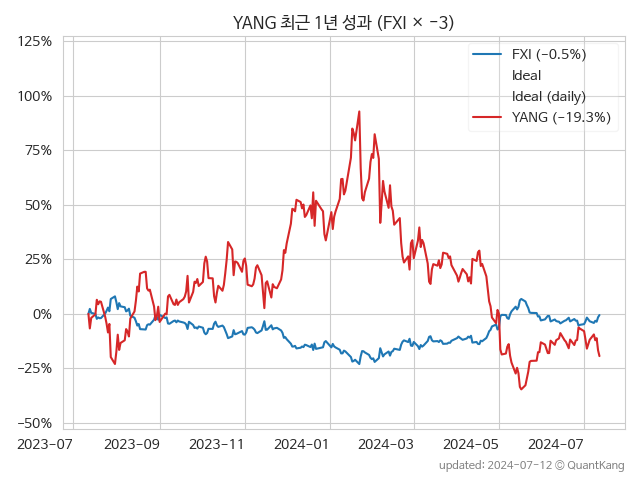 YANG 최근 1년 성과 (FXI × −3)
125%
100%
75%
50%
25%
0%
−25%
−50%
FXI (−0.5%)
Ideal
Ideal (daily)
YANG (−19.3%)
2023-07
2023-09
2023-11
2024-01
2024-03
2024-05
2024-07
updated: 2024-07-12 © QuantKang